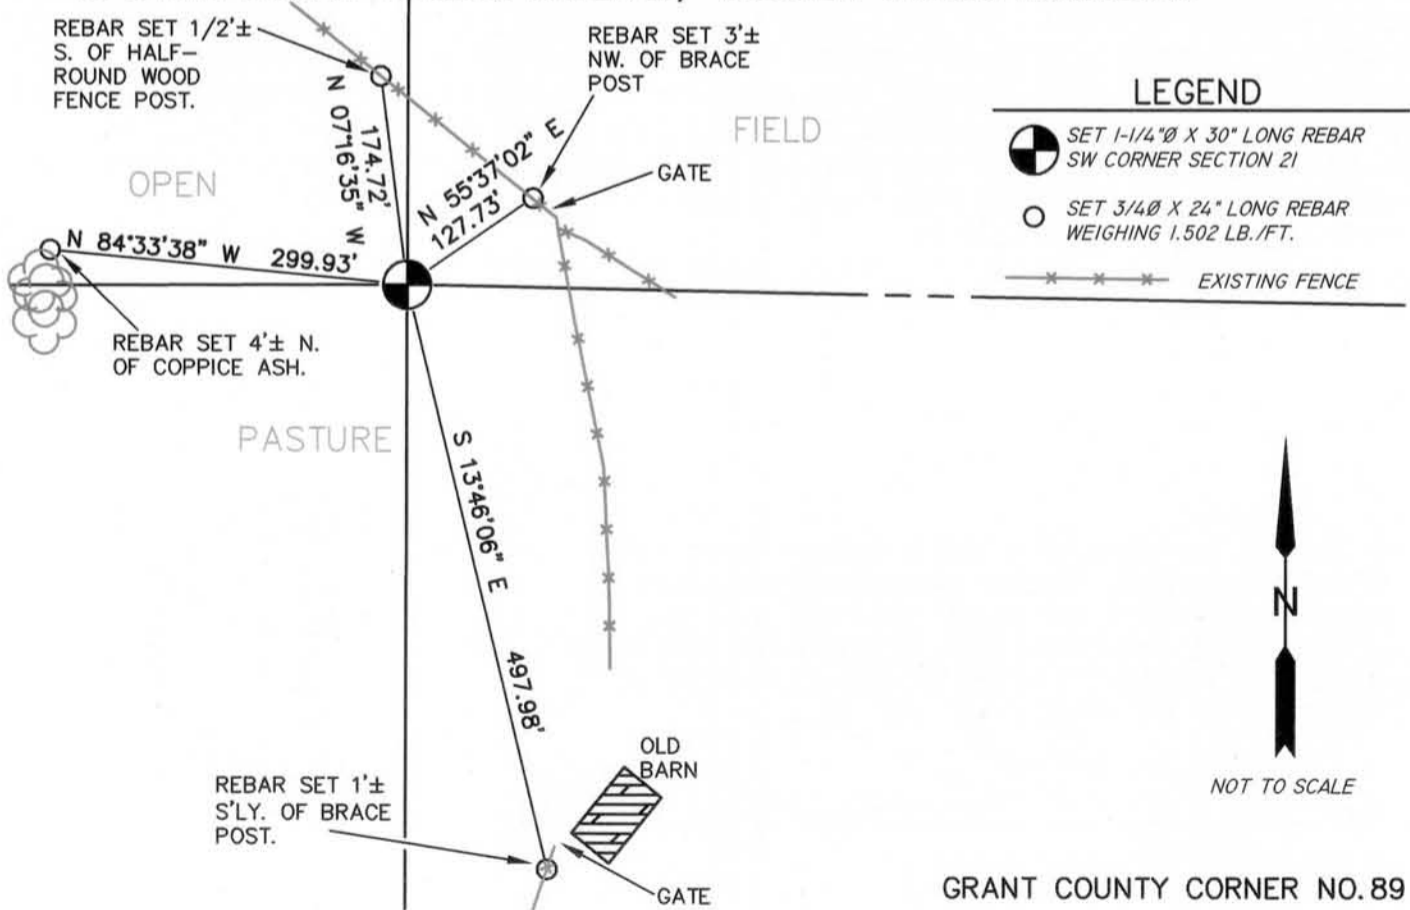 REBAR SET 1/2'±
S. OF HALF-
ROUND WOOD
FENCE POST.
REBAR SET 3'±
NW. OF BRACE
POST
LEGEND
SET 1-1/4"Ø X 30" LONG REBAR
SW CORNER SECTION 21
SET 3/4Ø X 24" LONG REBAR
WEIGHING 1.502 LB./FT.
EXISTING FENCE
FIELD
GATE
OPEN
174.72'
N 07°16'35" W
N 55°37'02" E
127.73'
N 84°33'38" W 299.93'
REBAR SET 4'± N.
OF COPPICE ASH.
PASTURE
S 13°46'06" E 497.98'
N
NOT TO SCALE
OLD
BARN
REBAR SET 1'±
S'LY. OF BRACE
POST.
GATE
GRANT COUNTY CORNER NO.89